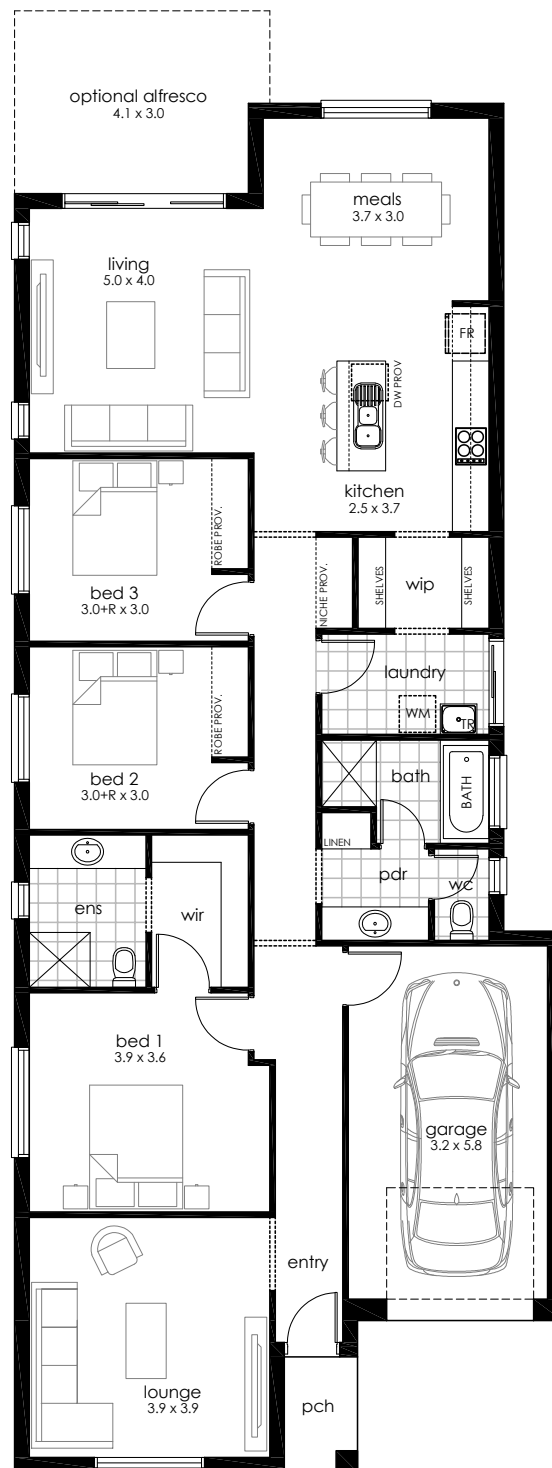 optional alfresco
4.1 x 3.0
meals
3.7 x 3.0
living
5.0 x 4.0
FR
DW PROV
kitchen
2.5 x 3.7
ROBE PROV.
bed 3
3.0+R x 3.0
NICHE PROV.
SHELVES
wip
SHELVES
laundry
WM
TR
ROBE PROV.
bed 2
3.0+R x 3.0
bath
BATH
LINEN
pdr
wc
ens
wir
bed 1
3.9 x 3.6
garage
3.2 x 5.8
entry
lounge
3.9 x 3.9
pch